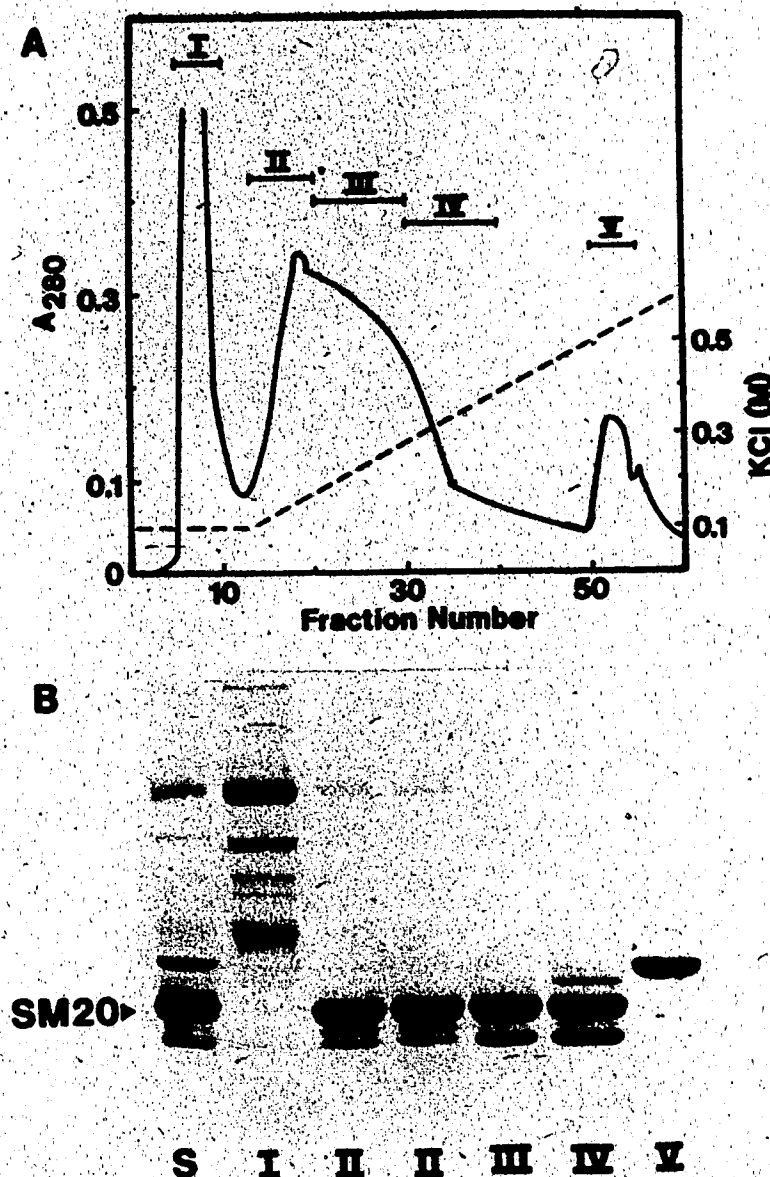 A
I
0.5
II
III
IV
V
A280
0.3
0.5
0.3
KCl (M)
0.1
0.1
0
10 30 50
Fraction Number
B
SM20
S I II II III IV V